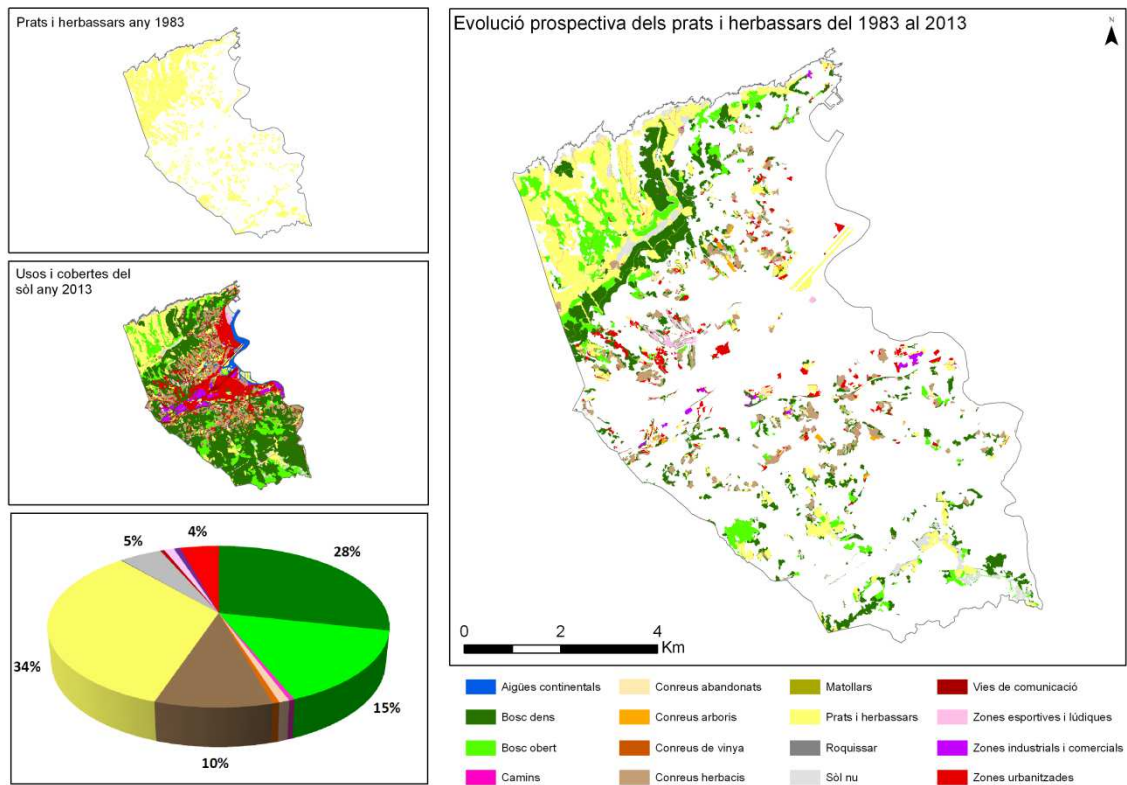 Prats i herbassars any 1983
Evolució prospectiva dels prats i herbassars del 1983 al 2013
N
Usos i cobertes del
sòl any 2013
5%
4%
28%
34%
15%
10%
0
2
4
Km
Aigües continentals
Conreus abandonats
Matollars
Vies de comunicació
Bosc dens
Conreus arboris
Prats i herbassars
Zones esportives i lúdiques
Bosc obert
Conreus de vinya
Roquissar
Zones industrials i comercials
Camins
Conreus herbacis
Sòl nu
Zones urbanitzades